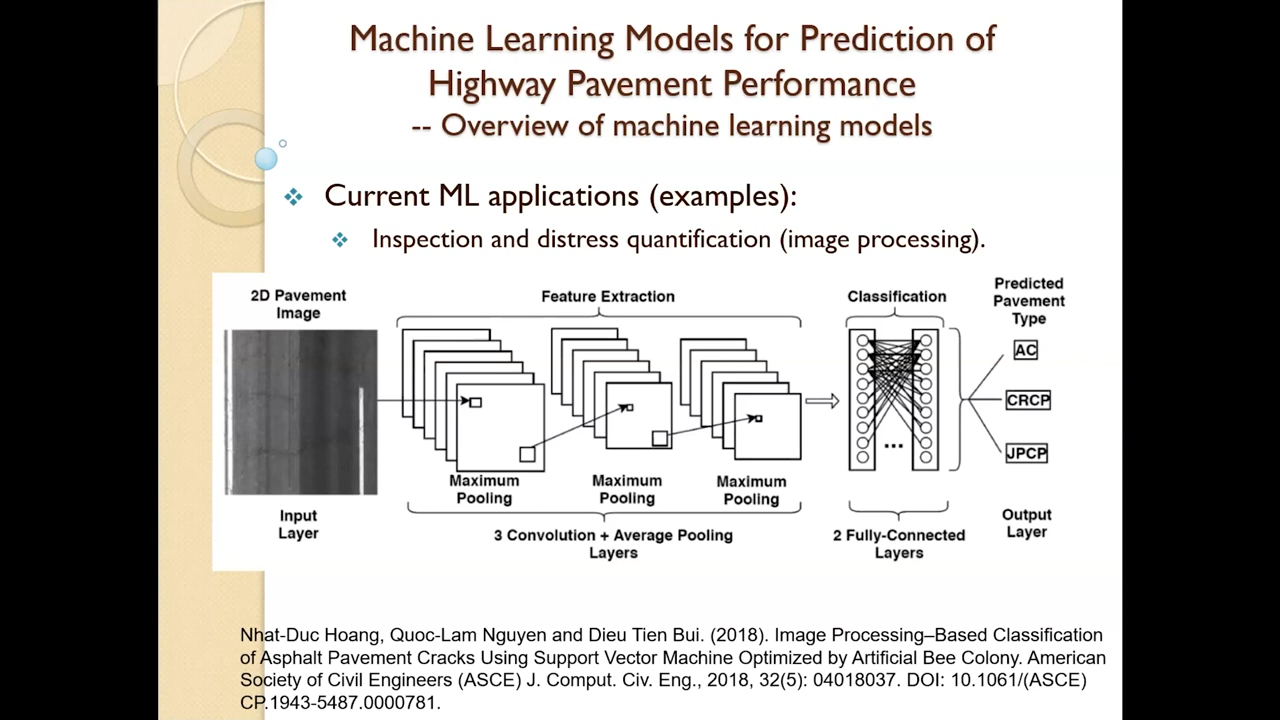 Machine Learning Models for Prediction of
Highway Pavement Performance
-- Overview of machine learning models
Current ML applications (examples):
Inspection and distress quantification (image processing).
2D Pavement
Image
Feature Extraction
Classification
Predicted
Pavement
Type
AC
CRCP
JPCP
...
Maximum
Pooling
Maximum
Pooling
Maximum
Pooling
Input
Layer
3 Convolution + Average Pooling
Layers
2 Fully-Connected
Layers
Output
Layer
Nhat-Duc Hoang, Quoc-Lam Nguyen and Dieu Tien Bui. (2018). Image Processing–Based Classification
of Asphalt Pavement Cracks Using Support Vector Machine Optimized by Artificial Bee Colony. American
Society of Civil Engineers (ASCE) J. Comput. Civ. Eng., 2018, 32(5): 04018037. DOI: 10.1061/(ASCE)
CP.1943-5487.0000781.